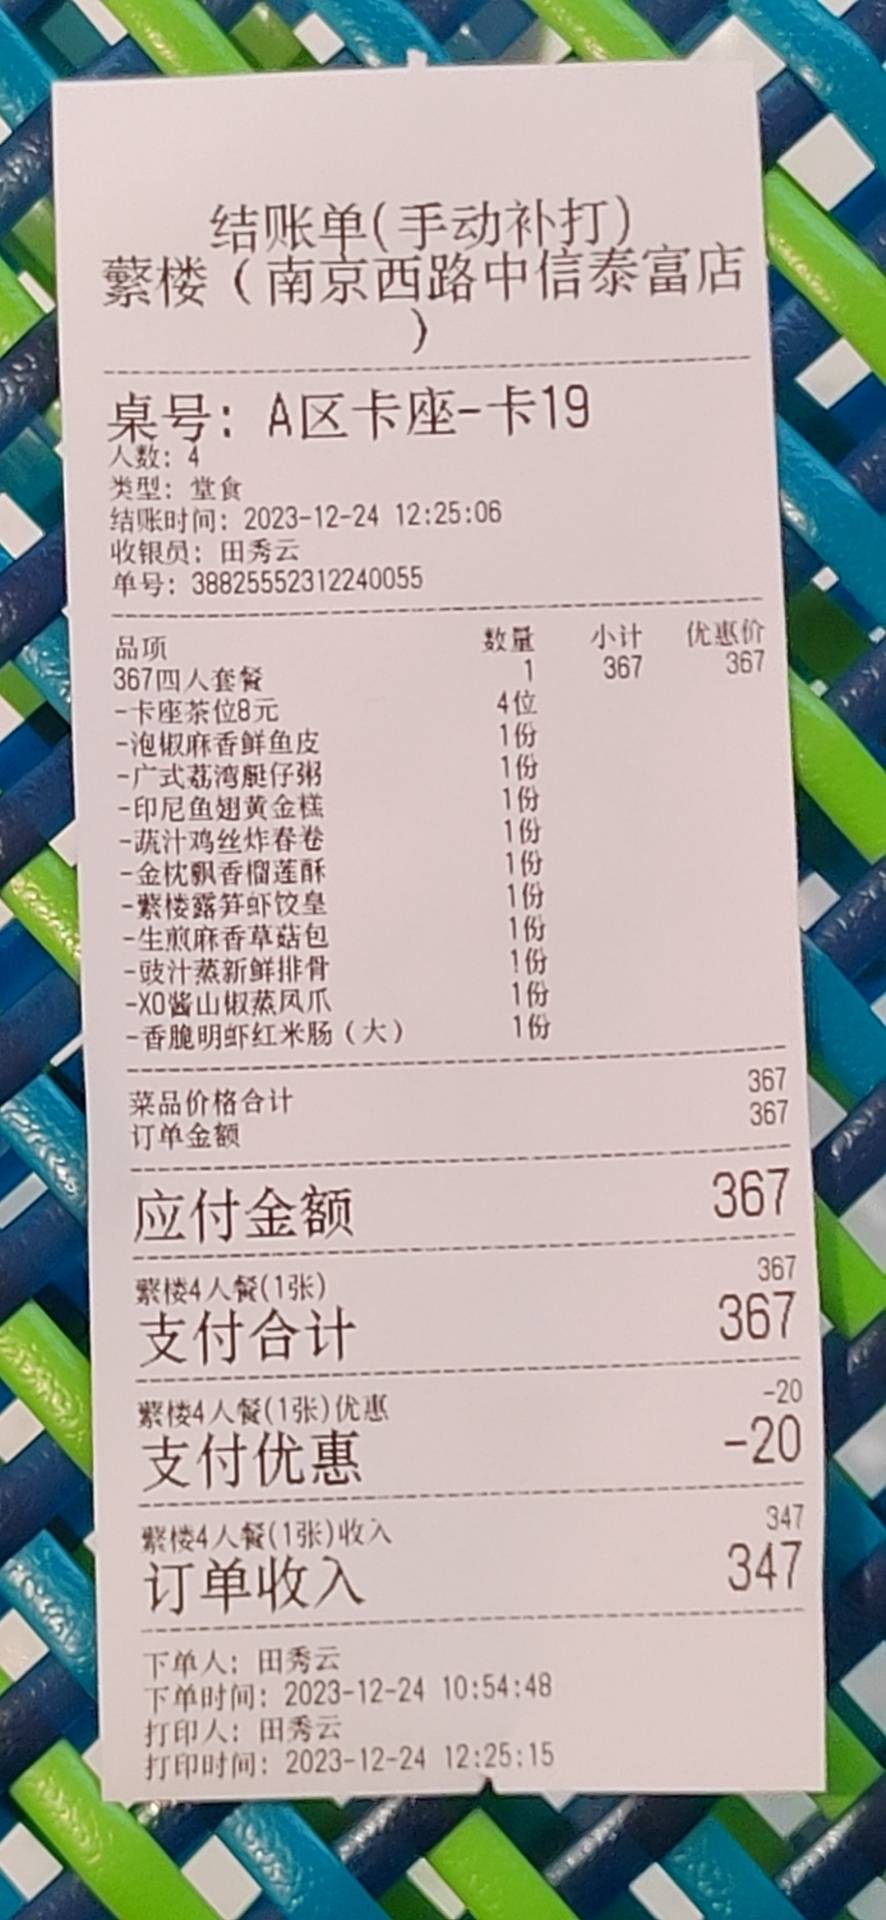 结账单(手动补打)
蘩楼（南京西路中信泰富店
）
桌号: A区卡座-卡19
人数: 4
类型: 堂食
结账时间: 2023-12-24 12:25:06
收银员: 田秀云
单号: 38825552312240055
品项 数量 小计 优惠价
367四人套餐 1 367 367
-卡座茶位8元 4位
-泡椒麻香鲜鱼皮 1份
-广式荔湾艇仔粥 1份
-印尼鱼翅黄金糕 1份
-蔬汁鸡丝炸春卷 1份
-金枕飘香榴莲酥 1份
-蘩楼露笋虾饺皇 1份
-生煎麻香草菇包 1份
-豉汁蒸新鲜排骨 1份
-XO酱山椒蒸凤爪 1份
-香脆明虾红米肠（大） 1份
菜品价格合计 367
订单金额 367
应付金额 367
蘩楼4人餐(1张) 367
支付合计 367
蘩楼4人餐(1张)优惠 -20
支付优惠 -20
蘩楼4人餐(1张)收入 347
订单收入 347
下单人: 田秀云
下单时间: 2023-12-24 10:54:48
打印人: 田秀云
打印时间: 2023-12-24 12:25:15